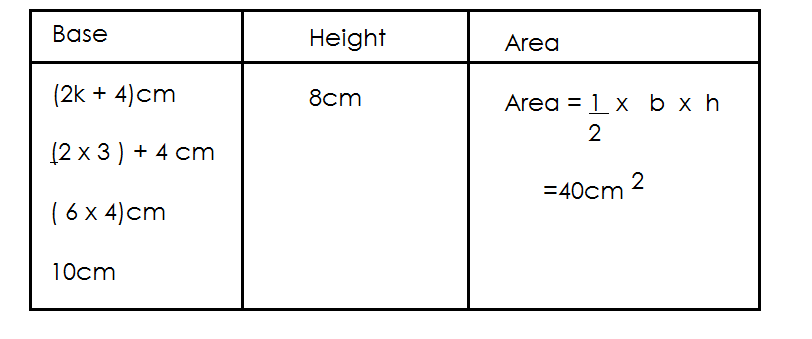 Base Height Area
(2k + 4)cm 8cm Area = 1 x b x h
2
(2 x 3 ) + 4 cm
=40cm 2
( 6 x 4)cm
10cm